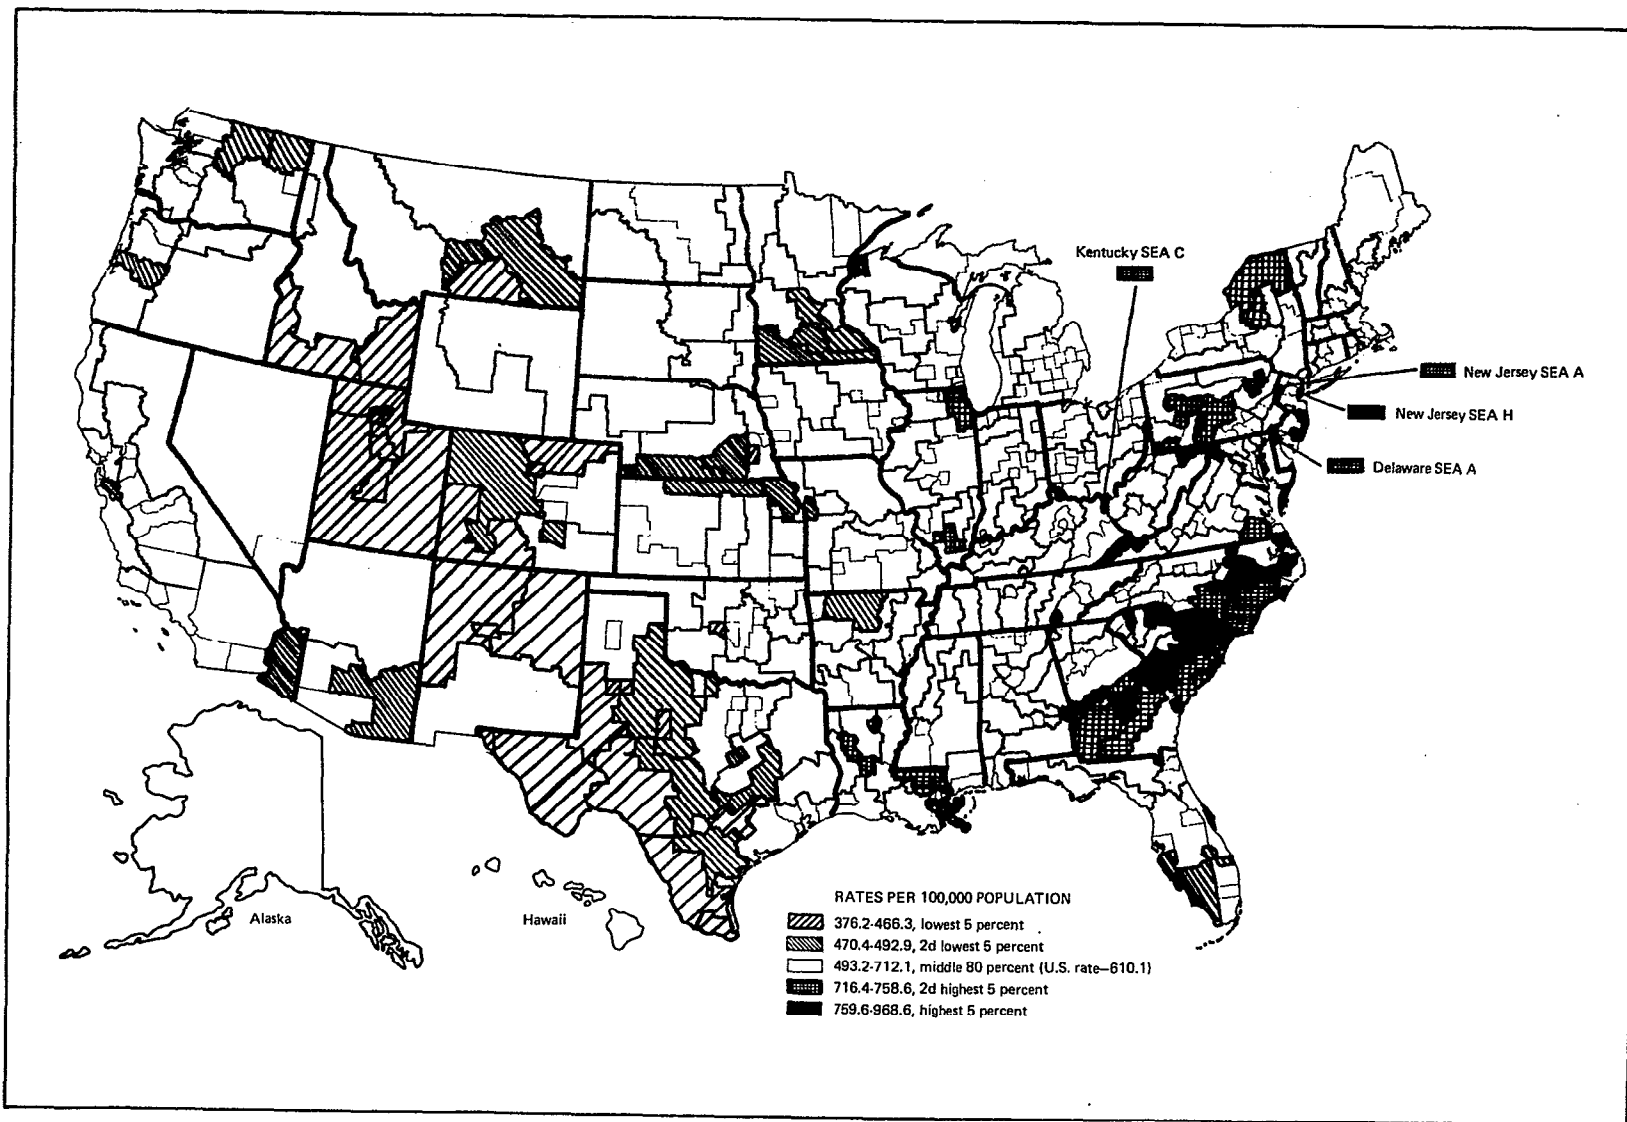 Kentucky SEA C
New Jersey SEA A
New Jersey SEA H
Delaware SEA A
Alaska
Hawaii
RATES PER 100,000 POPULATION
376.2-466.3, lowest 5 percent
470.4-492.9, 2d lowest 5 percent
493.2-712.1, middle 80 percent (U.S. rate—610.1)
716.4-758.6, 2d highest 5 percent
759.6-968.6, highest 5 percent